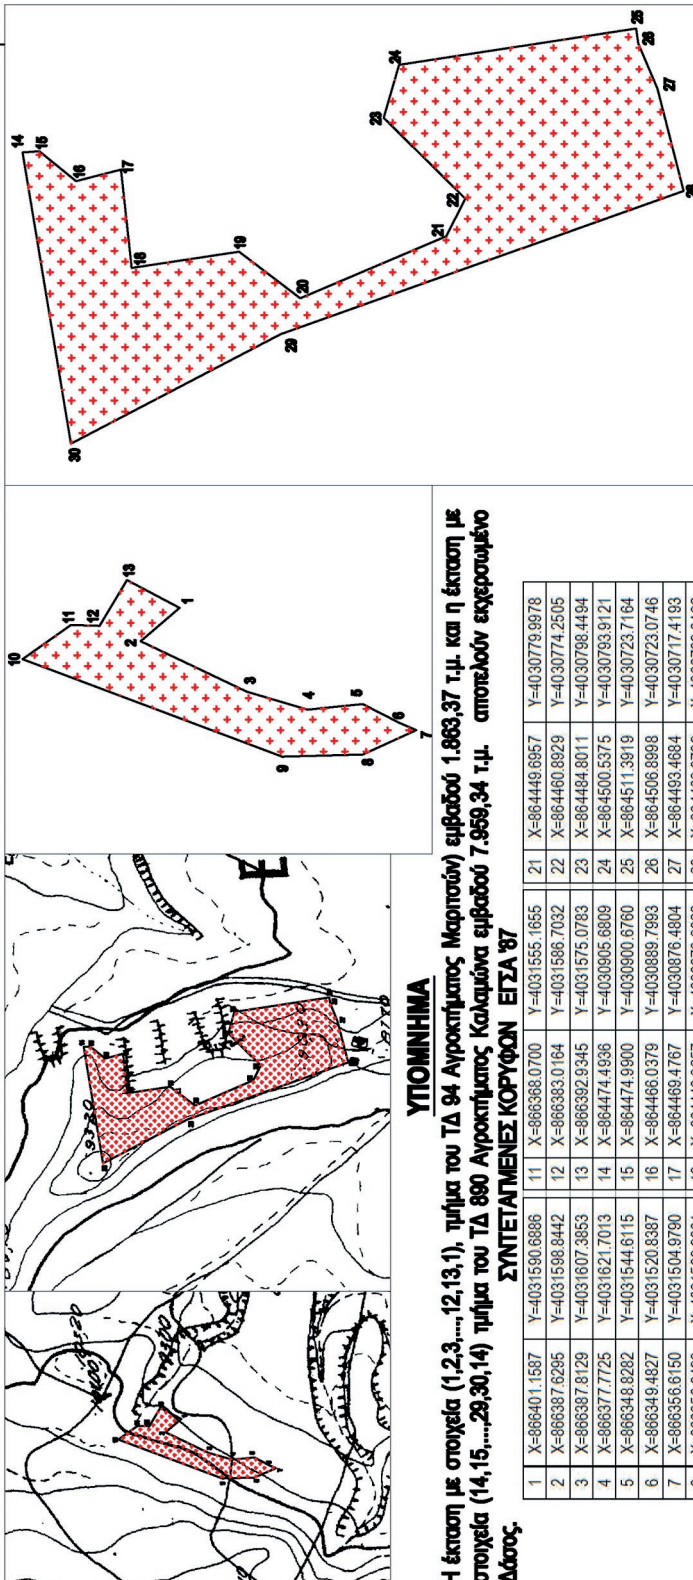 ΥΠΟΜΝΗΜΑ
Η έκταση με στοιχεία (1,2,3,...,12,13,1), τμήμα του ΤΔ 94 Αγροκτήματος Μαριτσών) εμβαδού 1.863,37 τ.μ. και η έκταση με
στοιχεία (14,15,...,29,30,14) τμήμα του ΤΔ 890 Αγροκτήματος Καλαμώνα εμβαδού 7.959,34 τ.μ. αποτελούν εκχερσωμένο
δάσος.
ΣΥΝΤΕΤΑΓΜΕΝΕΣ ΚΟΡΥΦΩΝ ΕΓΣΑ '87
1 X=866401.1587 Y=4031590.6886 11 X=866368.0700 Y=4031555.1655 21 X=864449.6957 Y=4030779.9978
2 X=866387.6295 Y=4031598.8442 12 X=866383.0164 Y=4031586.7032 22 X=864460.8929 Y=4030774.2505
3 X=866387.8129 Y=4031607.3853 13 X=866392.9345 Y=4031575.0783 23 X=864484.8011 Y=4030798.4494
4 X=866377.7725 Y=4031621.7013 14 X=864474.4936 Y=4030905.6809 24 X=864500.5375 Y=4030793.9121
5 X=866348.8282 Y=4031544.6115 15 X=864474.9900 Y=4030900.6760 25 X=864511.3919 Y=4030723.7164
6 X=866349.4827 Y=4031520.8387 16 X=864466.0379 Y=4030889.7993 26 X=864506.8998 Y=4030723.0746
7 X=866356.6150 Y=4031504.9790 17 X=864469.4767 Y=4030876.4804 27 X=864493.4684 Y=4030717.4193
10
11
12
13
1
2
3
4
5
6
7
8
9
14
15
16
17
18
19
20
21
22
23
24
25
26
27
28
29
30